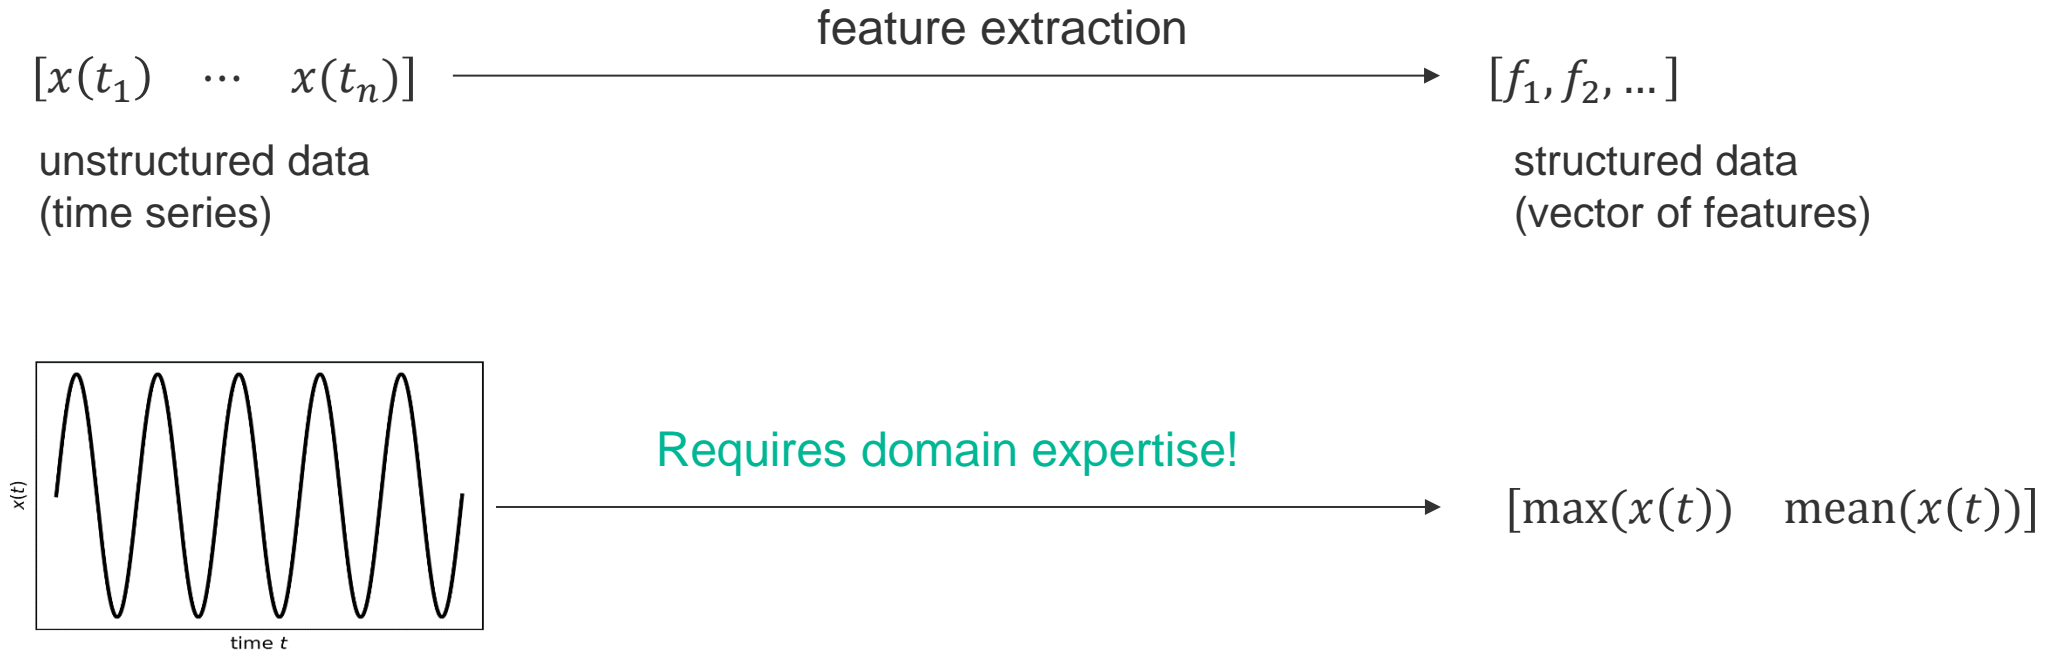 feature extraction
[x(t₁) ⋯ x(tₙ)]
[f₁, f₂, …]
unstructured data
(time series)
structured data
(vector of features)
Requires domain expertise!
x(t)
time t
[max(x(t)) mean(x(t))]